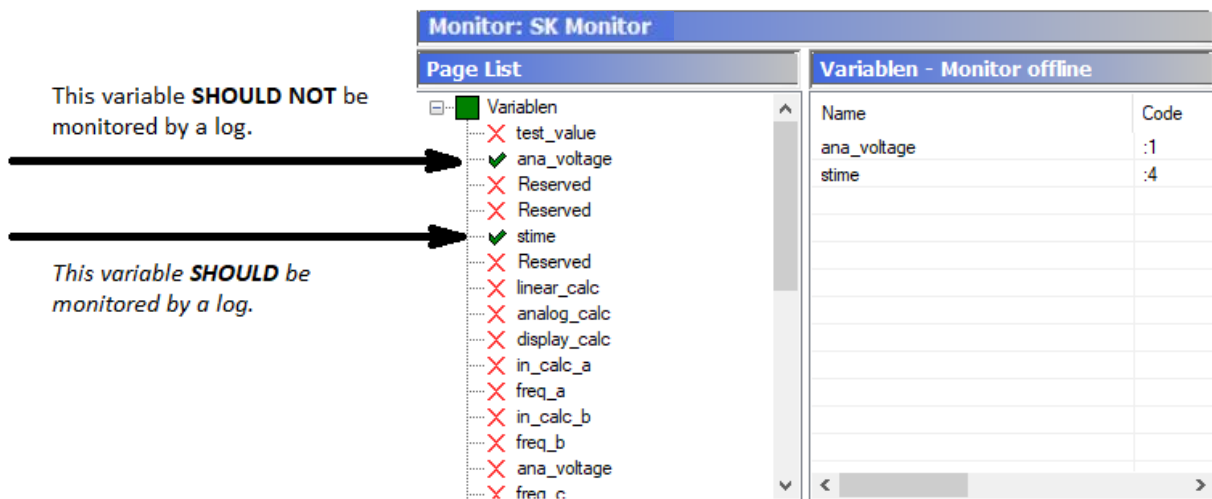 Monitor: SK Monitor
Page List
Variablen - Monitor offline
This variable SHOULD NOT be
monitored by a log.
This variable SHOULD be
monitored by a log.
Variablen
test_value
ana_voltage
Reserved
Reserved
stime
Reserved
linear_calc
analog_calc
display_calc
in_calc_a
freq_a
in_calc_b
freq_b
ana_voltage
freq_c
Name Code
ana_voltage :1
stime :4